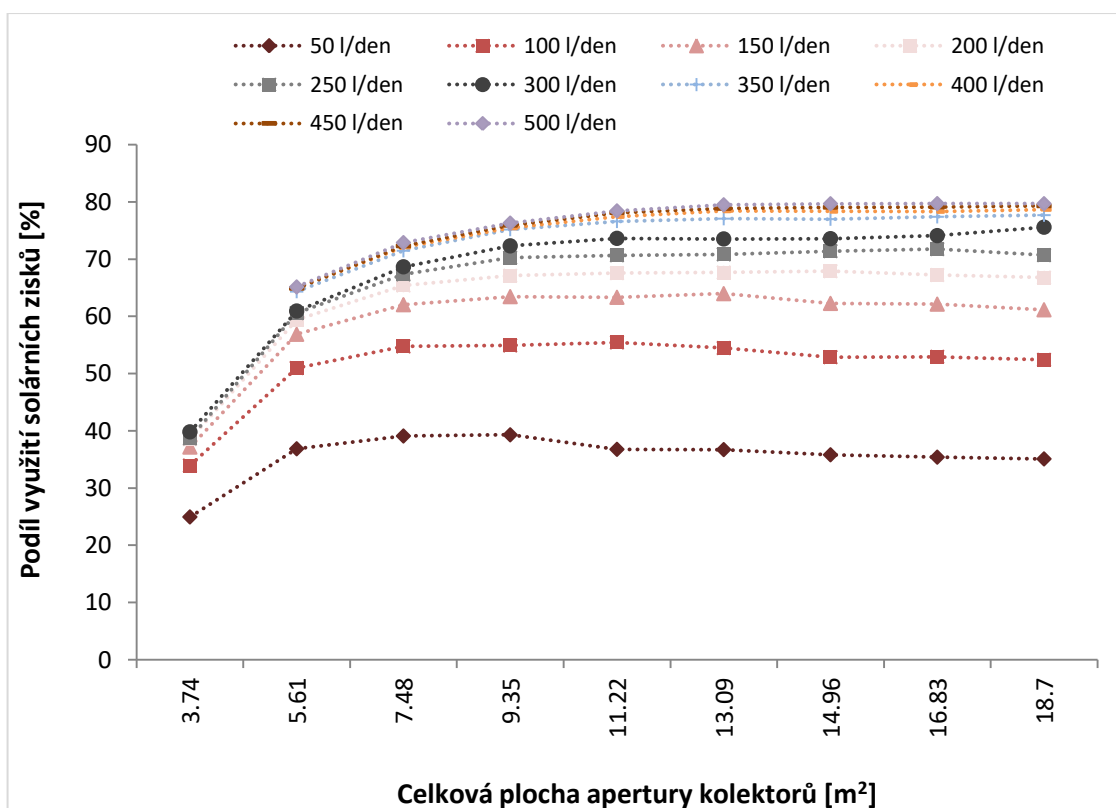 50 l/den 100 l/den 150 l/den 200 l/den
250 l/den 300 l/den 350 l/den 400 l/den
450 l/den 500 l/den
Podíl využití solárních zisků [%]
90
80
70
60
50
40
30
20
10
0
3.74 5.61 7.48 9.35 11.22 13.09 14.96 16.83 18.7
Celková plocha apertury kolektorů [m²]